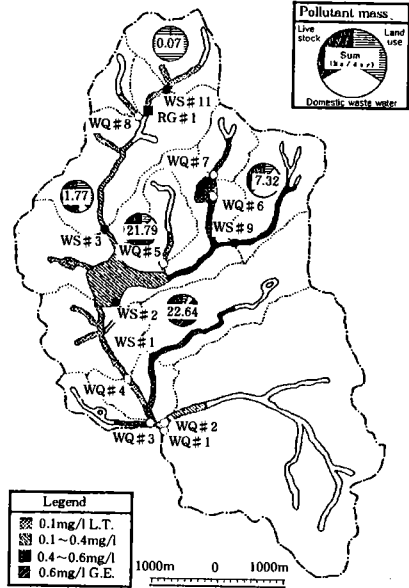 Pollutant mass.
Live stock
Land use
Sum
(kg/day)
Domestic waste water
0.07
WS#11
RG#1
WQ#8
WQ#7
7.32
1.77
WQ#6
21.79
WS#9
WS#3
WQ#5
22.64
WS#2
WS#1
WQ#4
WQ#3
WQ#2
WQ#1
Legend
0.1mg/l L.T.
0.1~0.4mg/l
0.4~0.6mg/l
0.6mg/l G.E.
1000m 0 1000m